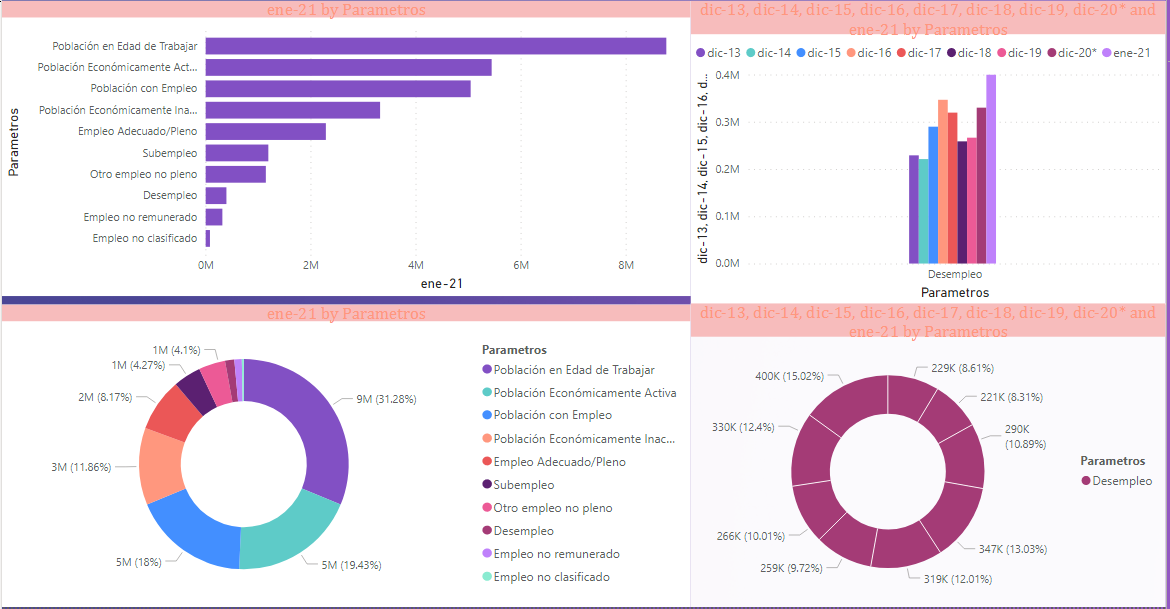 ene-21 by Parametros
Parametros
Población en Edad de Trabajar
Población Económicamente Act...
Población con Empleo
Población Económicamente Ina...
Empleo Adecuado/Pleno
Subempleo
Otro empleo no pleno
Desempleo
Empleo no remunerado
Empleo no clasificado
0M 2M 4M 6M 8M
ene-21
dic-13, dic-14, dic-15, dic-16, dic-17, dic-18, dic-19, dic-20* and
ene-21 by Parametros
dic-13 dic-14 dic-15 dic-16 dic-17 dic-18 dic-19 dic-20* ene-21
dic-13, dic-14, dic-15, dic-16, d...
0.4M
0.3M
0.2M
0.1M
0.0M
Desempleo
Parametros
ene-21 by Parametros
1M (4.1%)
1M (4.27%)
2M (8.17%)
3M (11.86%)
5M (18%)
5M (19.43%)
9M (31.28%)
Parametros
Población en Edad de Trabajar
Población Económicamente Activa
Población con Empleo
Población Económicamente Inac...
Empleo Adecuado/Pleno
Subempleo
Otro empleo no pleno
Desempleo
Empleo no remunerado
Empleo no clasificado
dic-13, dic-14, dic-15, dic-16, dic-17, dic-18, dic-19, dic-20* and
ene-21 by Parametros
400K (15.02%)
229K (8.61%)
221K (8.31%)
290K
(10.89%)
330K (12.4%)
266K (10.01%)
259K (9.72%)
319K (12.01%)
347K (13.03%)
Parametros
Desempleo